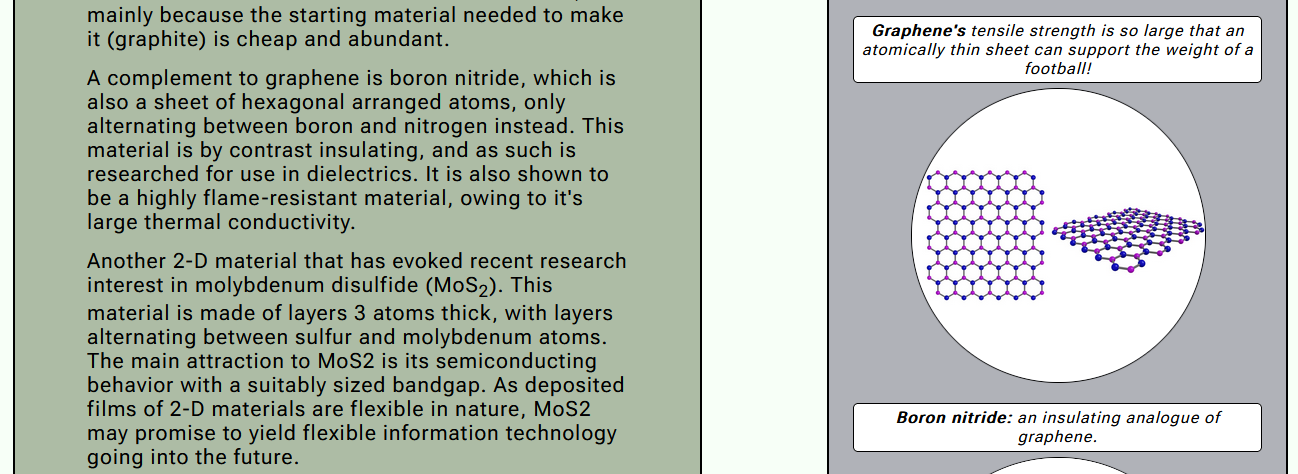 mainly because the starting material needed to make
it (graphite) is cheap and abundant.
A complement to graphene is boron nitride, which is
also a sheet of hexagonal arranged atoms, only
alternating between boron and nitrogen instead. This
material is by contrast insulating, and as such is
researched for use in dielectrics. It is also shown to
be a highly flame-resistant material, owing to it's
large thermal conductivity.
Another 2-D material that has evoked recent research
interest in molybdenum disulfide (MoS₂). This
material is made of layers 3 atoms thick, with layers
alternating between sulfur and molybdenum atoms.
The main attraction to MoS2 is its semiconducting
behavior with a suitably sized bandgap. As deposited
films of 2-D materials are flexible in nature, MoS2
may promise to yield flexible information technology
going into the future.
Graphene's tensile strength is so large that an
atomically thin sheet can support the weight of a
football!
Boron nitride: an insulating analogue of
graphene.